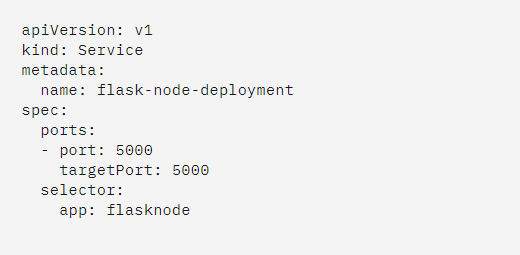 apiVersion: v1
kind: Service
metadata:
  name: flask-node-deployment
spec:
  ports:
  - port: 5000
    targetPort: 5000
  selector:
    app: flasknode